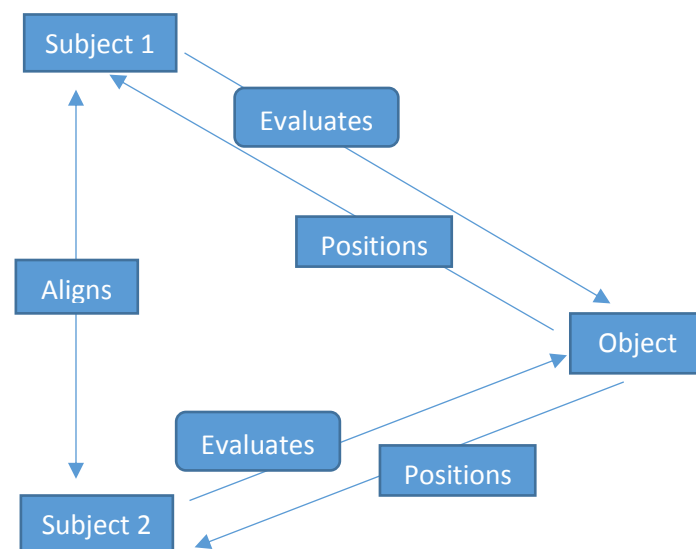 Subject 1
Evaluates
Positions
Aligns
Object
Evaluates
Positions
Subject 2